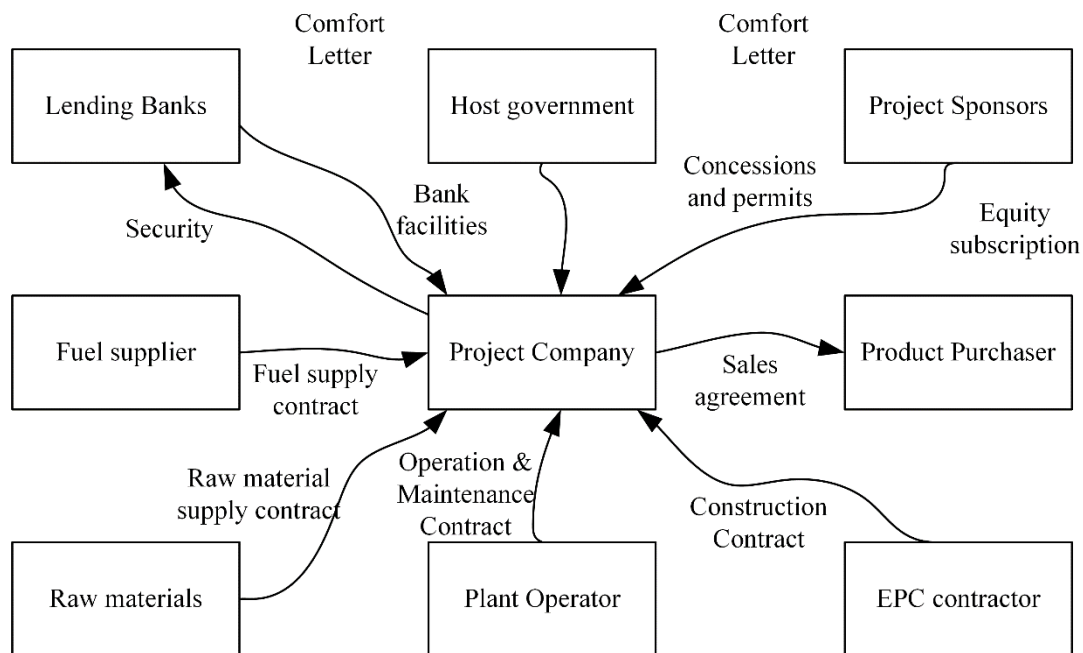 Comfort
Letter
Comfort
Letter
Lending Banks
Host government
Project Sponsors
Concessions
and permits
Bank
facilities
Security
Equity
subscription
Fuel supplier
Project Company
Product Purchaser
Fuel supply
contract
Sales
agreement
Raw material
supply contract
Operation &
Maintenance
Contract
Construction
Contract
Raw materials
Plant Operator
EPC contractor